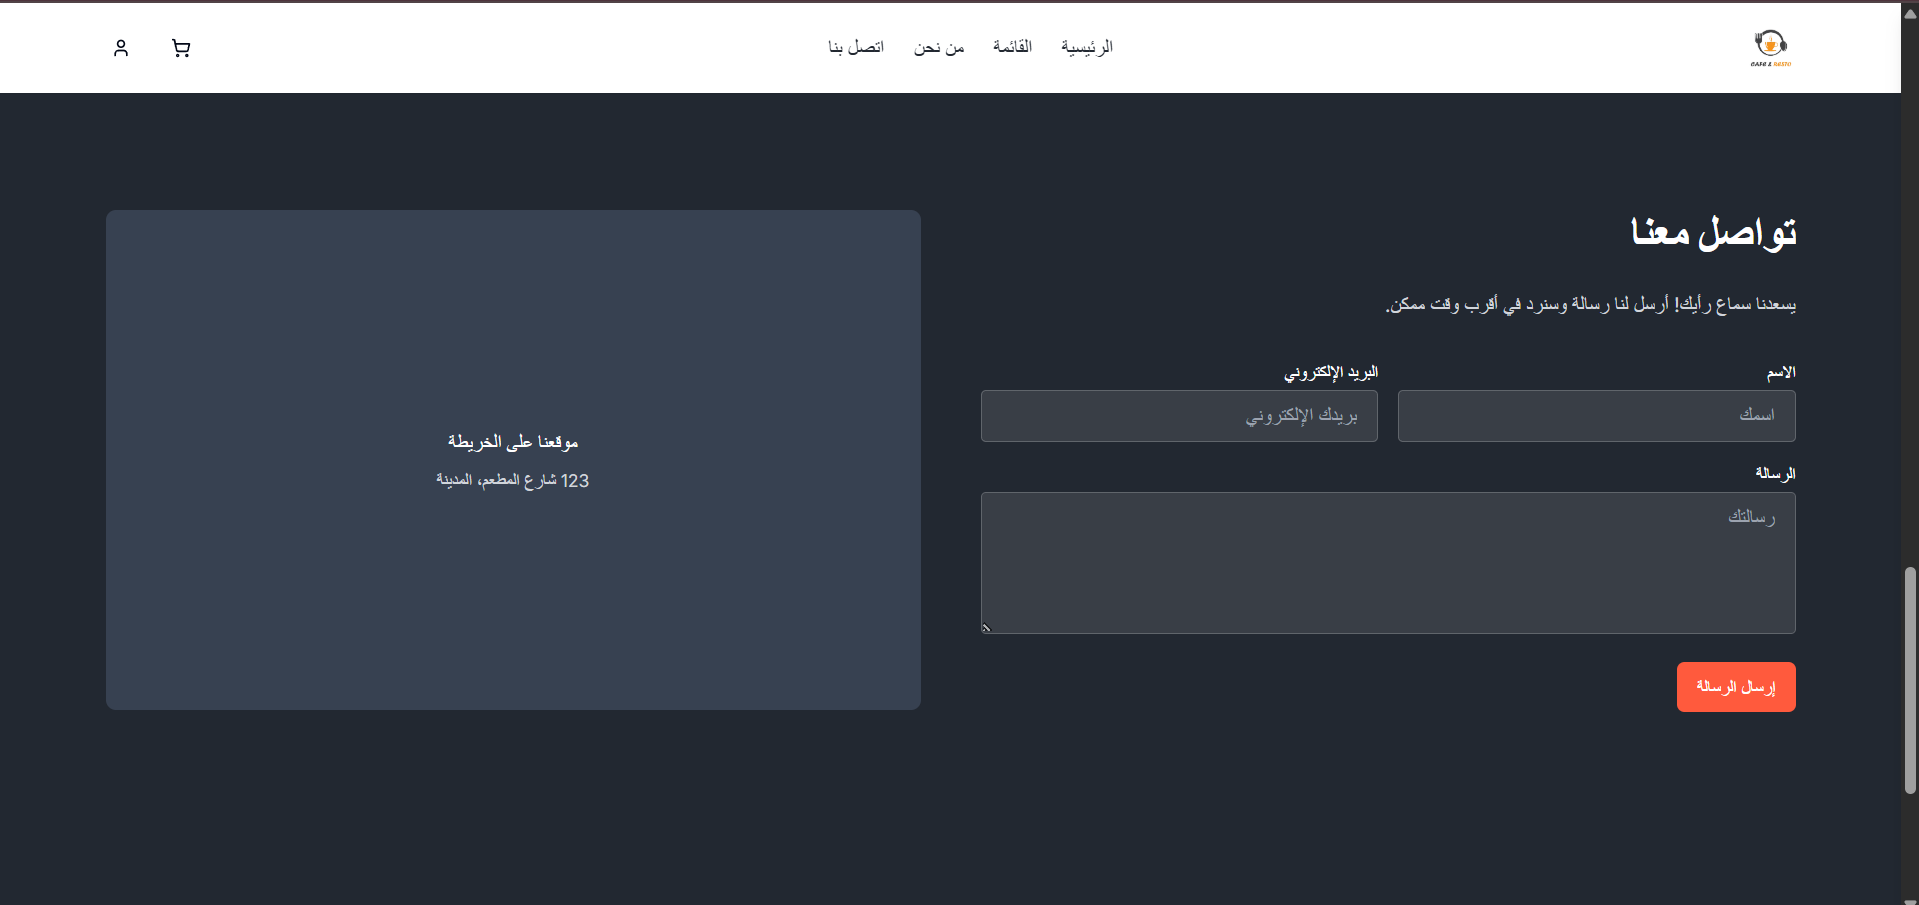 CAFE & RESTO
الرئيسية
القائمة
من نحن
اتصل بنا
تواصل معنا
يسعدنا سماع رأيك! أرسل لنا رسالة وسنرد في أقرب وقت ممكن.
الاسم
البريد الإلكتروني
اسمك
بريدك الإلكتروني
الرسالة
رسالتك
إرسال الرسالة
موقعنا على الخريطة
123 شارع المطعم، المدينة